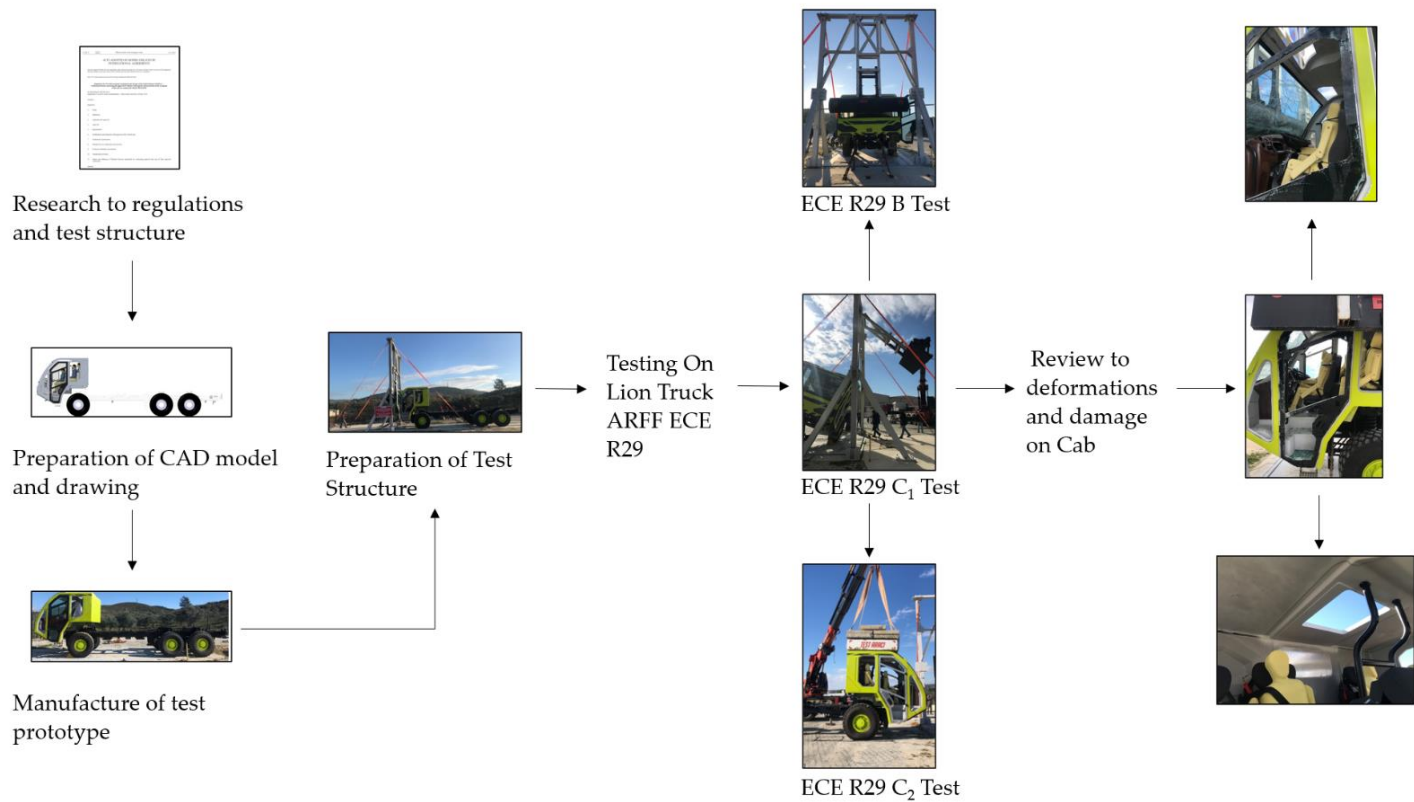 Research to regulations
and test structure
Preparation of CAD model
and drawing
Manufacture of test
prototype
Preparation of Test
Structure
Testing On
Lion Truck
ARFF ECE
R29
ECE R29 B Test
ECE R29 C₁ Test
ECE R29 C₂ Test
Review to
deformations
and damage
on Cab